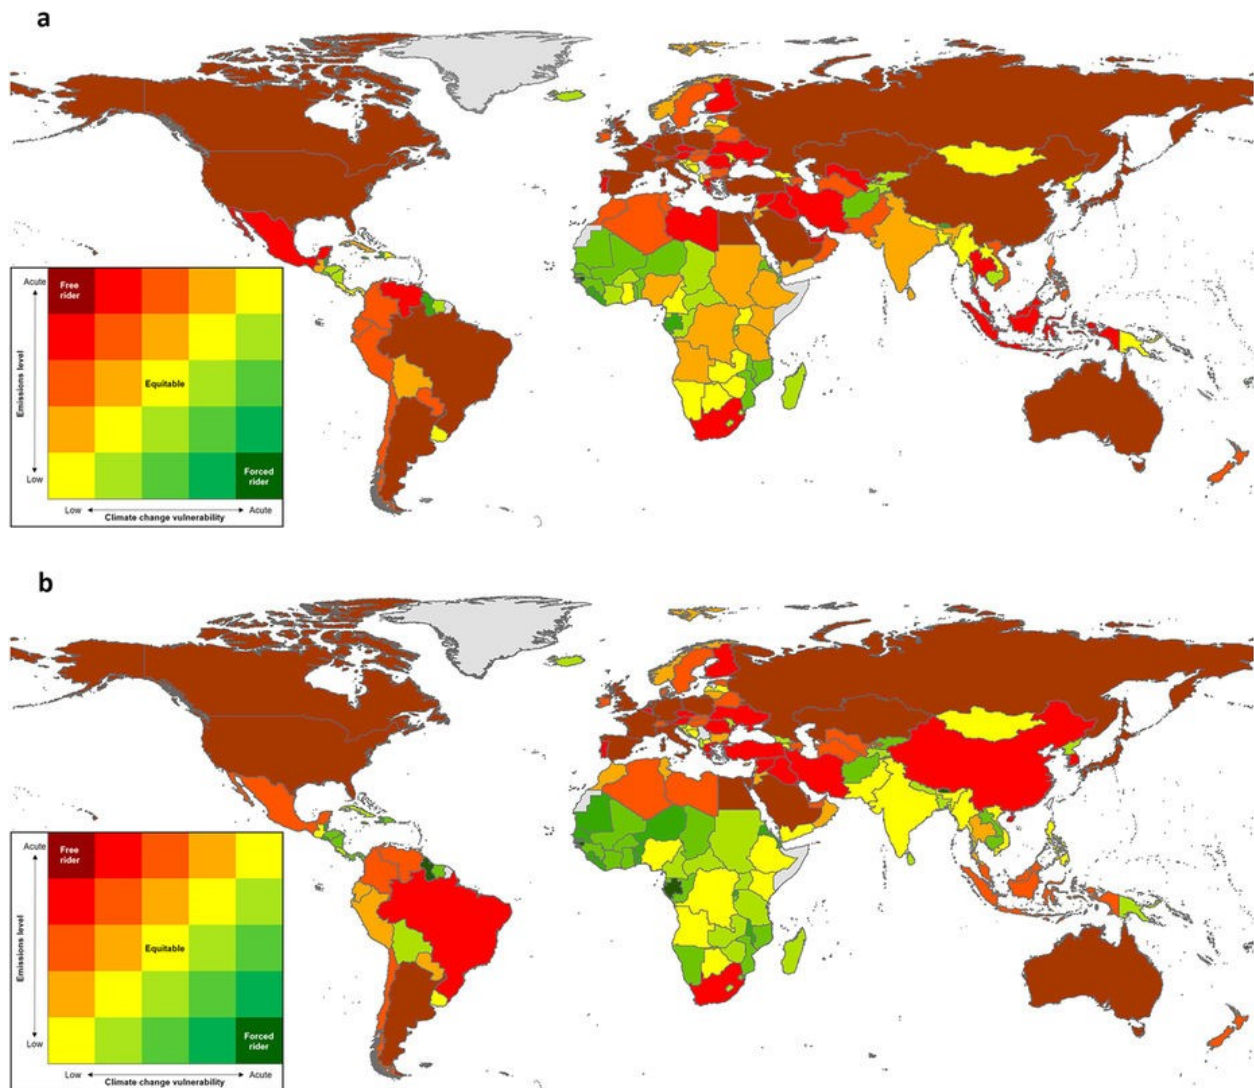 a
Acute
Free
rider
Emissions level
Equitable
Low
Forced
rider
Low
Acute
Climate change vulnerability
b
Acute
Free
rider
Emissions level
Equitable
Low
Forced
rider
Low
Acute
Climate change vulnerability